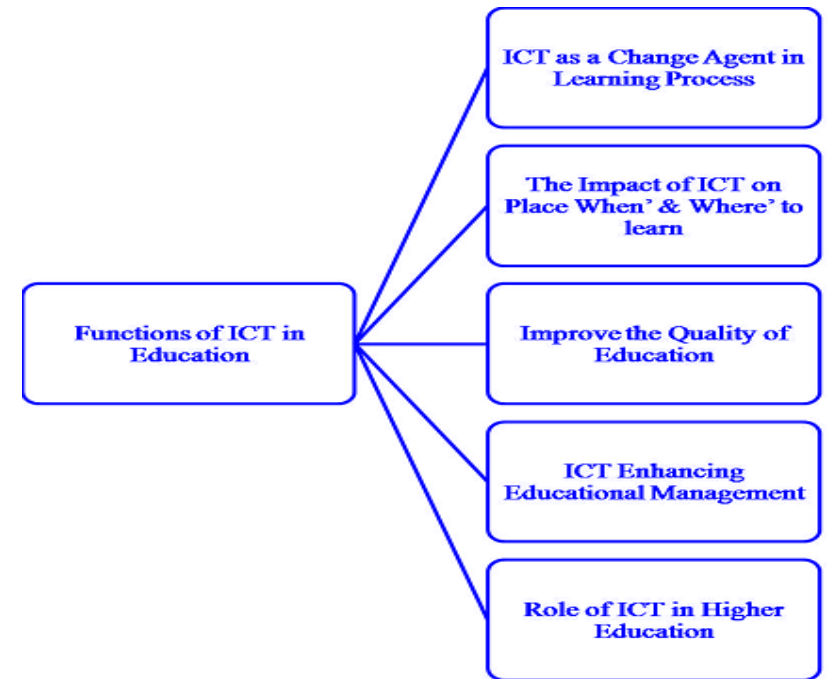 ICT as a Change Agent in
Learning Process
The Impact of ICT on
Place When’ & Where’ to
learn
Functions of ICT in
Education
Improve the Quality of
Education
ICT Enhancing
Educational Management
Role of ICT in Higher
Education